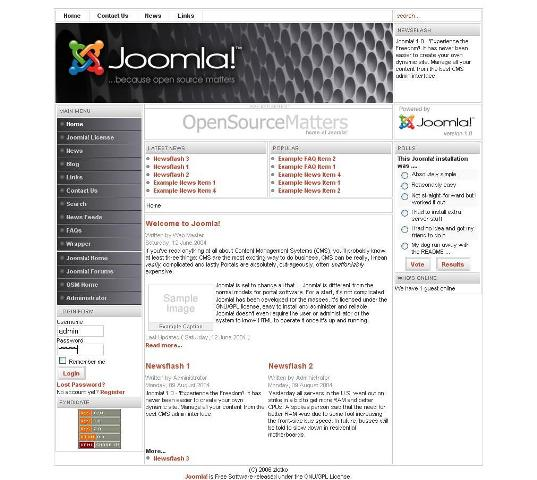 Home Contact Us News Links
search...
Joomla!™
...because open source matters
NEWSFLASH
Joomla! 1.0 - 'Experience the
Freedom!' It has never been
easier to create your own
dynamic site. Manage all your
content from the best CMS
admin interface.
Powered by
Joomla!
version 1.0
MAIN MENU
Home
Joomla! License
News
Blog
Links
Contact Us
Search
News Feeds
FAQs
Wrapper
Joomla! Home
Joomla! Forums
OSM Home
Administrator
LOGIN FORM
Username
admin
Password
Remember me
Login
Lost Password?
No account yet? Register
SYNDICATE
OpenSourceMatters
home of Joomla!
LATEST NEWS
Newsflash 3
Newsflash 1
Newsflash 2
Example News Item 1
Example News Item 4
POPULAR
Example FAQ Item 2
Example FAQ Item 1
Example News Item 4
Example News Item 1
Example News Item 2
Home
Welcome to Joomla!
Written by Web Master
Saturday, 12 June 2004
If you've read anything at all about Content Management Systems (CMS), you'll probably know
at least three things: CMS are the most exciting way to do business, CMS can be really, I mean
really, complicated and lastly Portals are absolutely, outrageously, often unaffordably
expensive.
Sample
image
Example Caption
Joomla! is set to change all that ... Joomla! is different from the
normal models for portal software. For a start, it's not complicated.
Joomla! has been developed for the masses. It's licensed under the
GNU/GPL license, easy to install and administer and reliable.
Joomla! doesn't even require the user or administrator of the
system to know HTML to operate it once it's up and running.
Last Updated ( Saturday, 12 June 2004 )
Read more...
Newsflash 1
Written by Administrator
Monday, 09 August 2004
Joomla! 1.0 - 'Experience the Freedom!'. It has
never been easier to create your own
dynamic site. Manage all your content from the
best CMS admin interface.
Newsflash 2
Written by Administrator
Monday, 09 August 2004
Yesterday all servers in the U.S. went out on
strike in a bid to get more RAM and better
CPUs. A spokes person said that the need for
better RAM was due to some fool increasing
the front-side bus speed. In future, busses will
be told to slow down in residential
motherboards.
More...
Newsflash 3
POLLS
This Joomla! installation
was ....
Absolutely simple
Reasonably easy
Not straight-forward but I
worked it out
I had to install extra
server stuff
I had no idea and got my
friend to do it
My dog ran away with
the README ...
Vote Results
WHO'S ONLINE
We have 1 guest online
(C) 2006 zlatko
Joomla! is Free Software released under the GNU/GPL License.